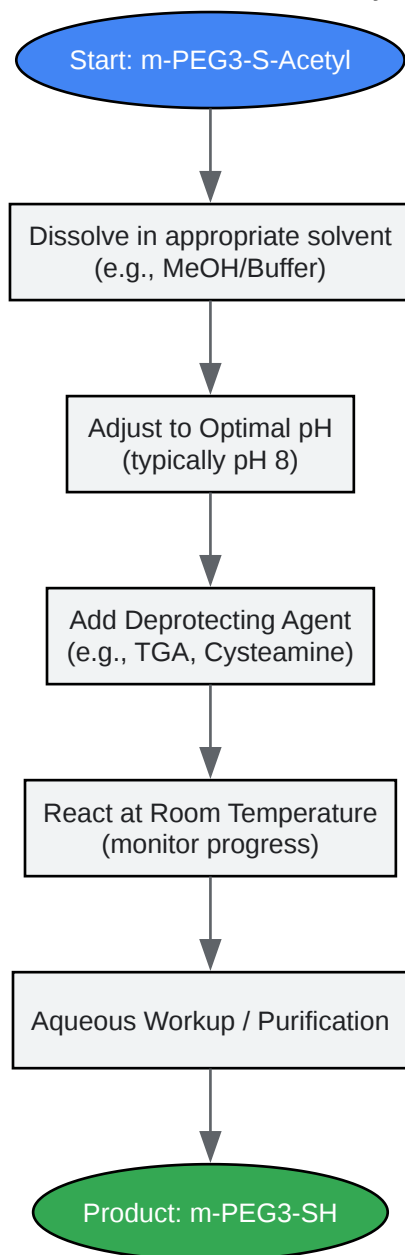 Start: m-PEG3-S-Acetyl
Dissolve in appropriate solvent
(e.g., MeOH/Buffer)
Adjust to Optimal pH
(typically pH 8)
Add Deprotecting Agent
(e.g., TGA, Cysteamine)
React at Room Temperature
(monitor progress)
Aqueous Workup / Purification
Product: m-PEG3-SH